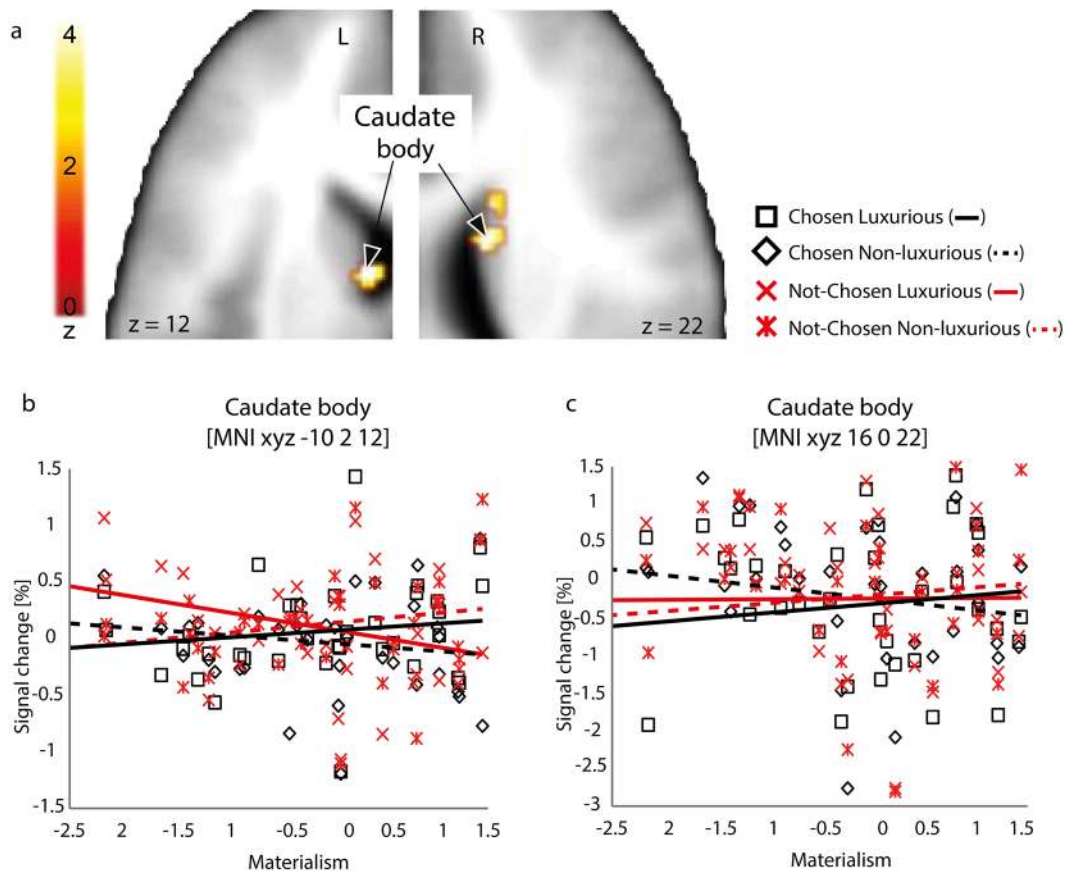 a
4
2
0
z
L
R
Caudate
body
z = 12
z = 22
Chosen Luxurious (—)
Chosen Non-luxurious (---)
Not-Chosen Luxurious (—)
Not-Chosen Non-luxurious (---)
b
Caudate body
[MNI xyz -10 2 12]
Signal change [%]
1.5
1
0.5
0
-0.5
-1
-1.5
-2.5
2
1
-0.5
0
0.5
1
1.5
Materialism
c
Caudate body
[MNI xyz 16 0 22]
Signal change [%]
1.5
1
0.5
0
-0.5
-1
-1.5
-2
-2.5
-3
-2.5
2
1
-0.5
0
0.5
1
1.5
Materialism